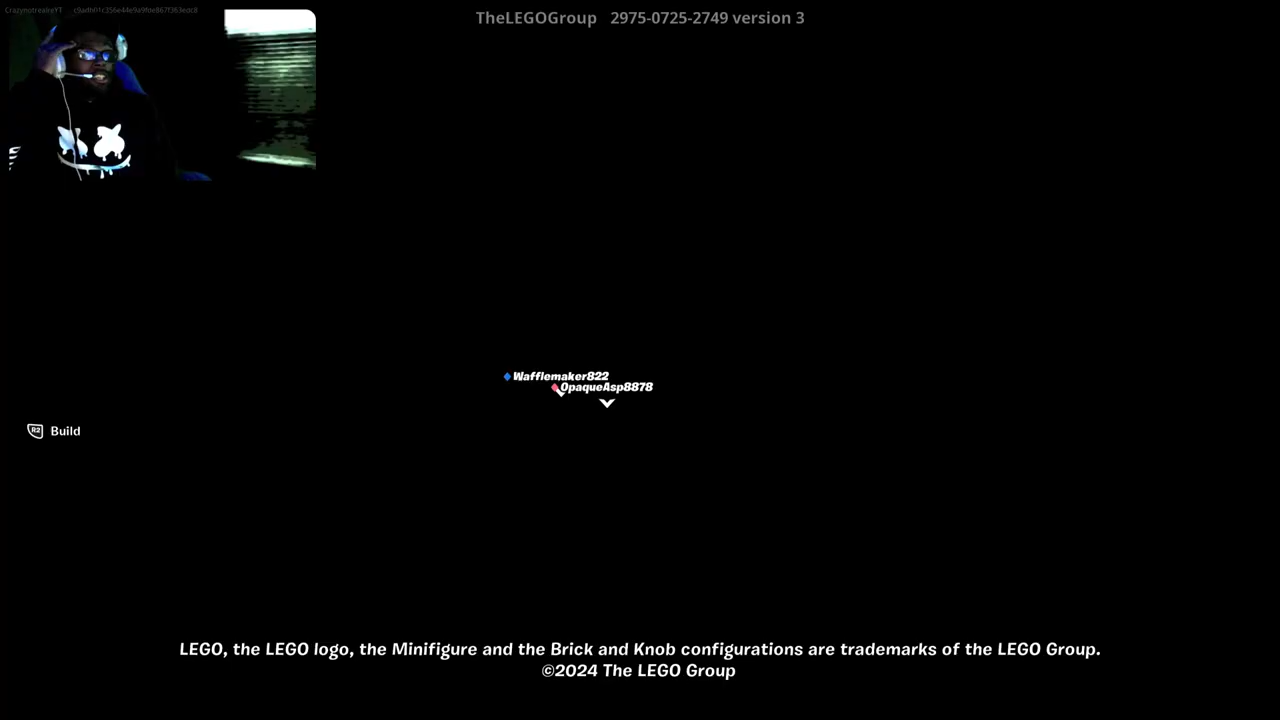 TheLEGOGroup 2975-0725-2749 version 3
Wafflemaker822
OpaqueAsp8878
R2 Build
LEGO, the LEGO logo, the Minifigure and the Brick and Knob configurations are trademarks of the LEGO Group.
©2024 The LEGO Group